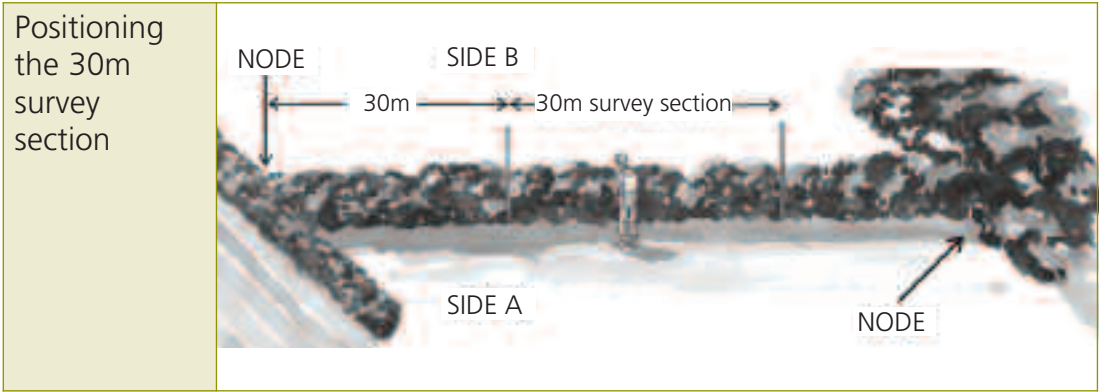 Positioning
the 30m
survey
section
NODE
SIDE B
30m
30m survey section
SIDE A
NODE